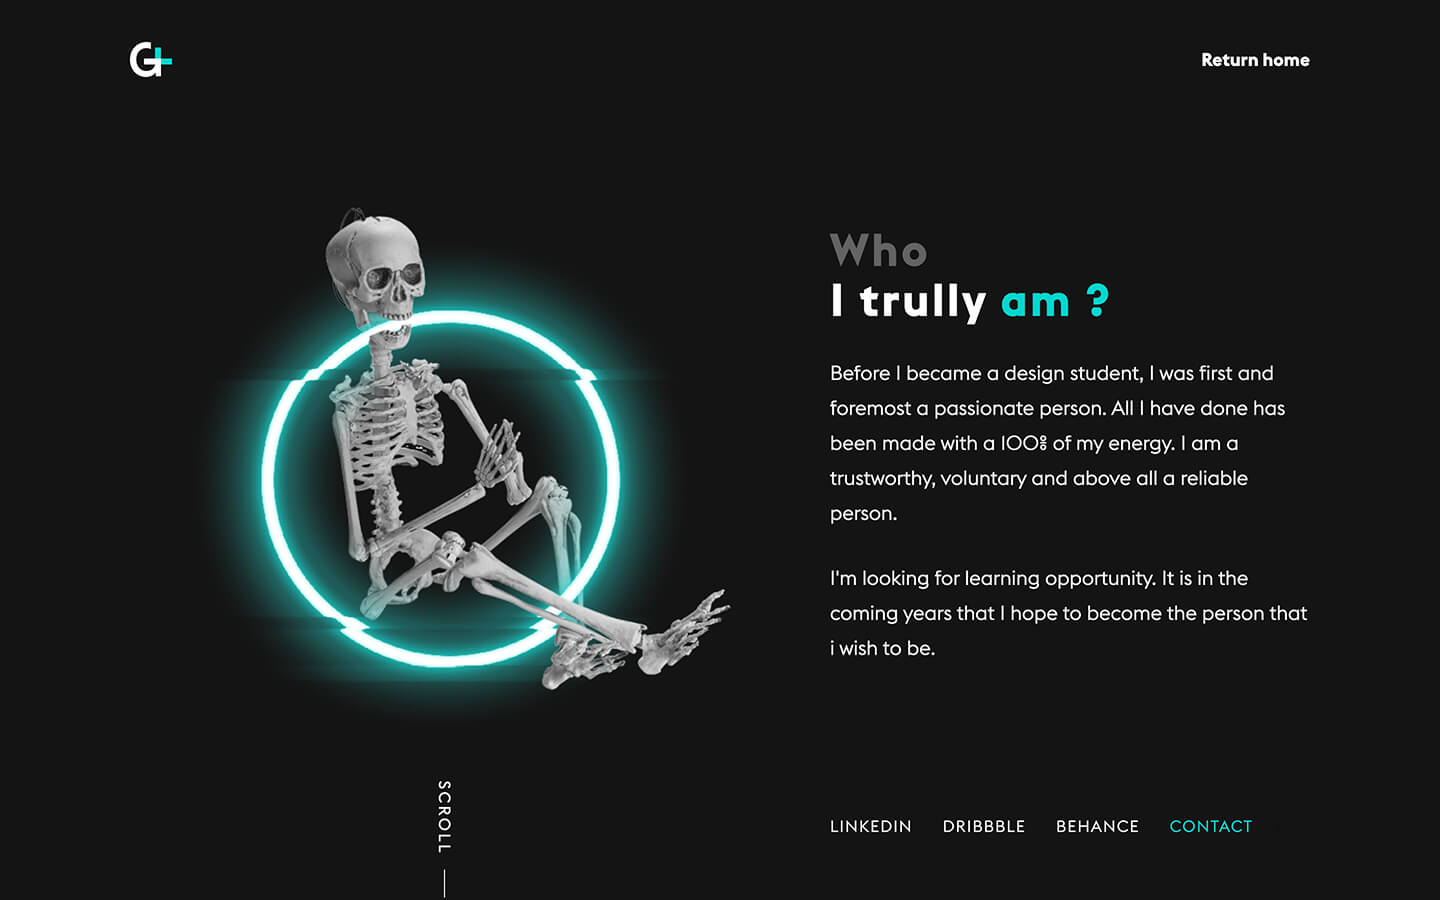 G+
Return home
Who
I trully am ?
Before I became a design student, I was first and
foremost a passionate person. All I have done has
been made with a 100% of my energy. I am a
trustworthy, voluntary and above all a reliable
person.
I'm looking for learning opportunity. It is in the
coming years that I hope to become the person that
i wish to be.
SCROLL
LINKEDIN DRIBBBLE BEHANCE CONTACT